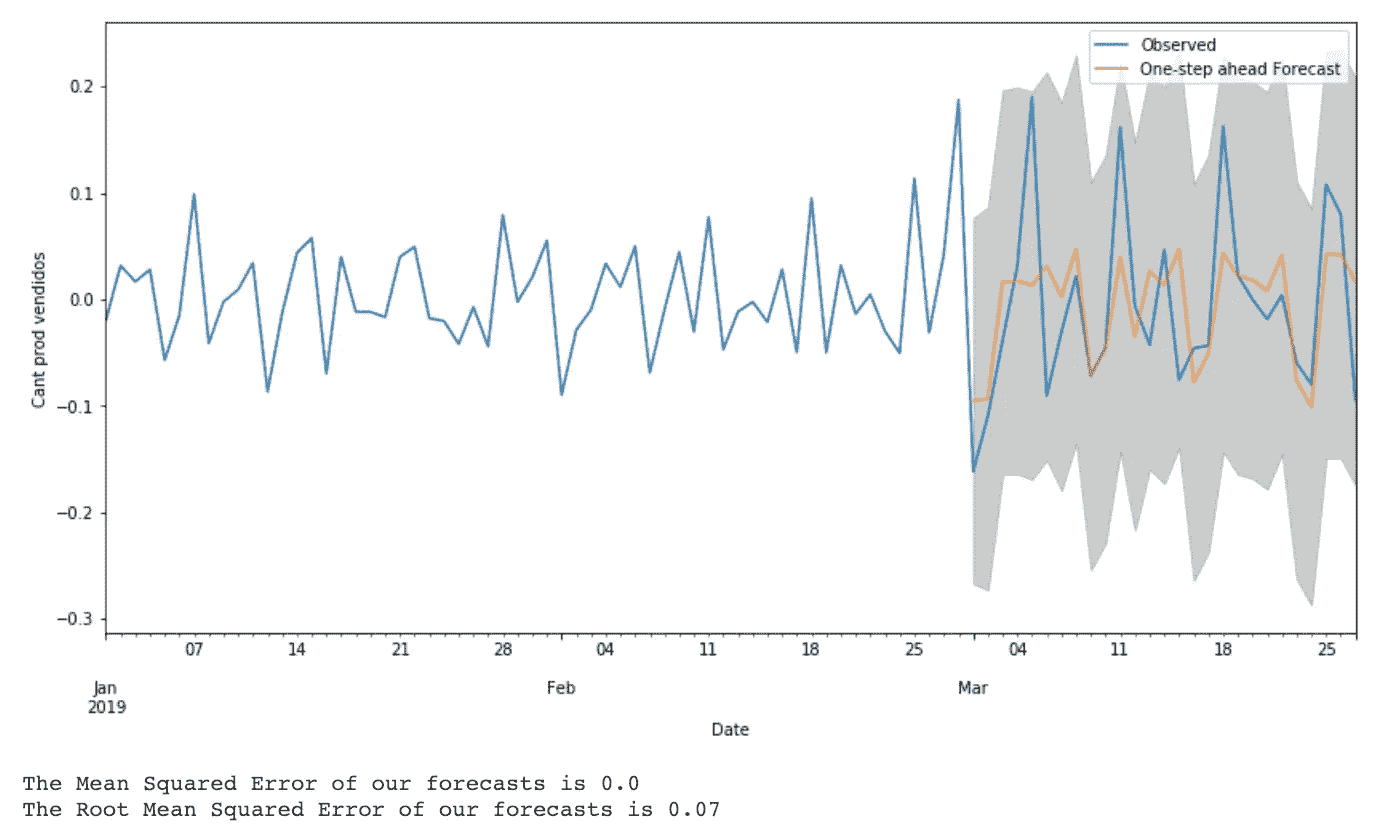 Observed
One-step ahead Forecast
0.2
0.1
0.0
−0.1
−0.2
−0.3
Cant prod vendidos
07 14 21 28 04 11 18 25 04 11 18 25
Jan Feb Mar
2019
Date
The Mean Squared Error of our forecasts is 0.0
The Root Mean Squared Error of our forecasts is 0.07